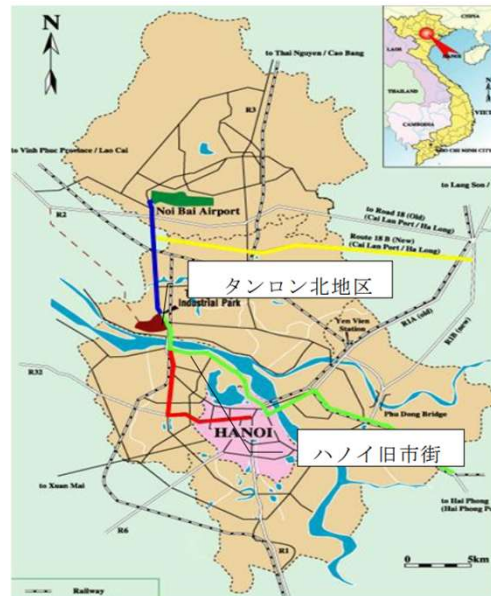 N
CHINA
LAOS
HANOI
THAILAND
CAMBODIA
HO CHI MINH CITY
to Thai Nguyen / Cao Bang
R3
to Vinh Phuc Province / Lao Cai
to Lang Son /
R2
Noi Bai Airport
to Road 18 (Old)
(Cai Lan Port / Ha Long)
Route 18 B (New)
(Cai Lan Port / Ha Long)
タンロン北地区
Industrial Park
Yen Vien
Station
R1A (old)
R1B (new)
R32
Phu Dong Bridge
HANOI
ハノイ旧市街
to Xuan Mai
to Hai Phong
(Hai Phong Po
R6
R1
0
5km
Railway